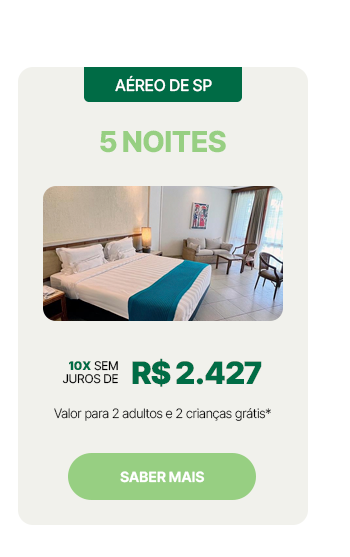 AÉREO DE SP
5 NOITES
10X SEM
JUROS DE
R$ 2.427
Valor para 2 adultos e 2 crianças grátis*
SABER MAIS